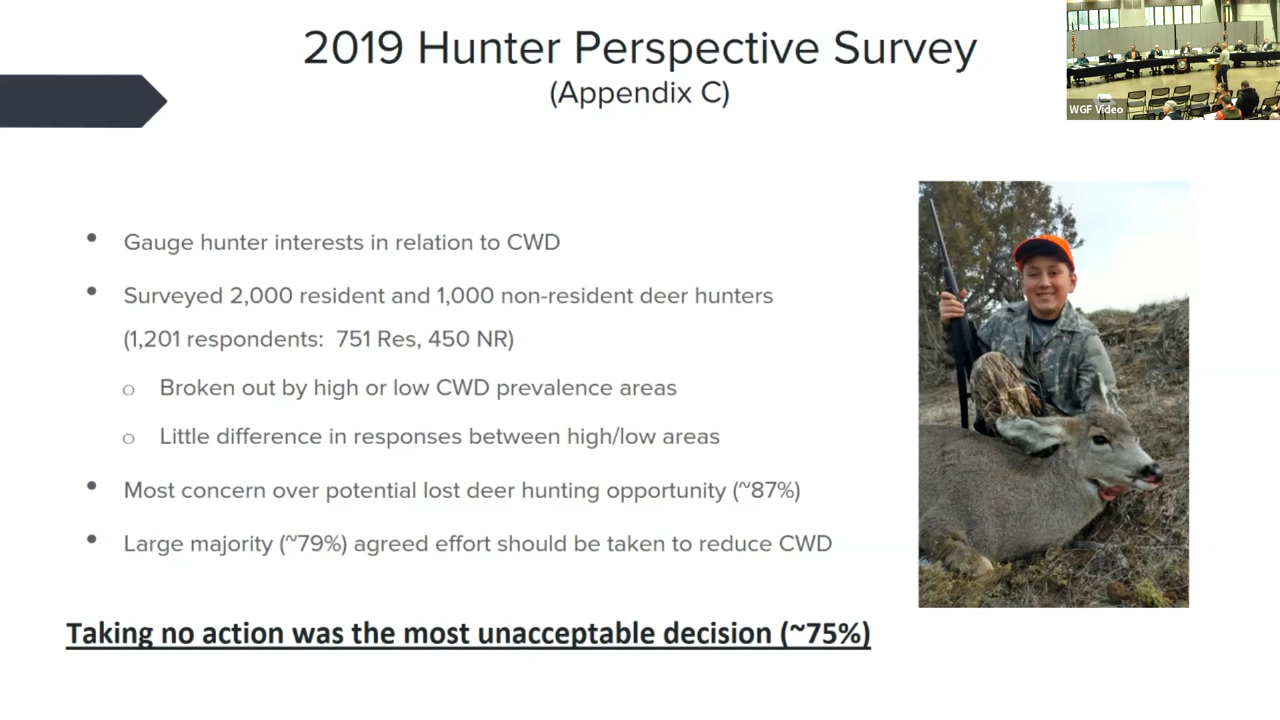 2019 Hunter Perspective Survey
(Appendix C)
WGF Video
• Gauge hunter interests in relation to CWD
• Surveyed 2,000 resident and 1,000 non-resident deer hunters
(1,201 respondents: 751 Res, 450 NR)
o Broken out by high or low CWD prevalence areas
o Little difference in responses between high/low areas
• Most concern over potential lost deer hunting opportunity (~87%)
• Large majority (~79%) agreed effort should be taken to reduce CWD
Taking no action was the most unacceptable decision (~75%)